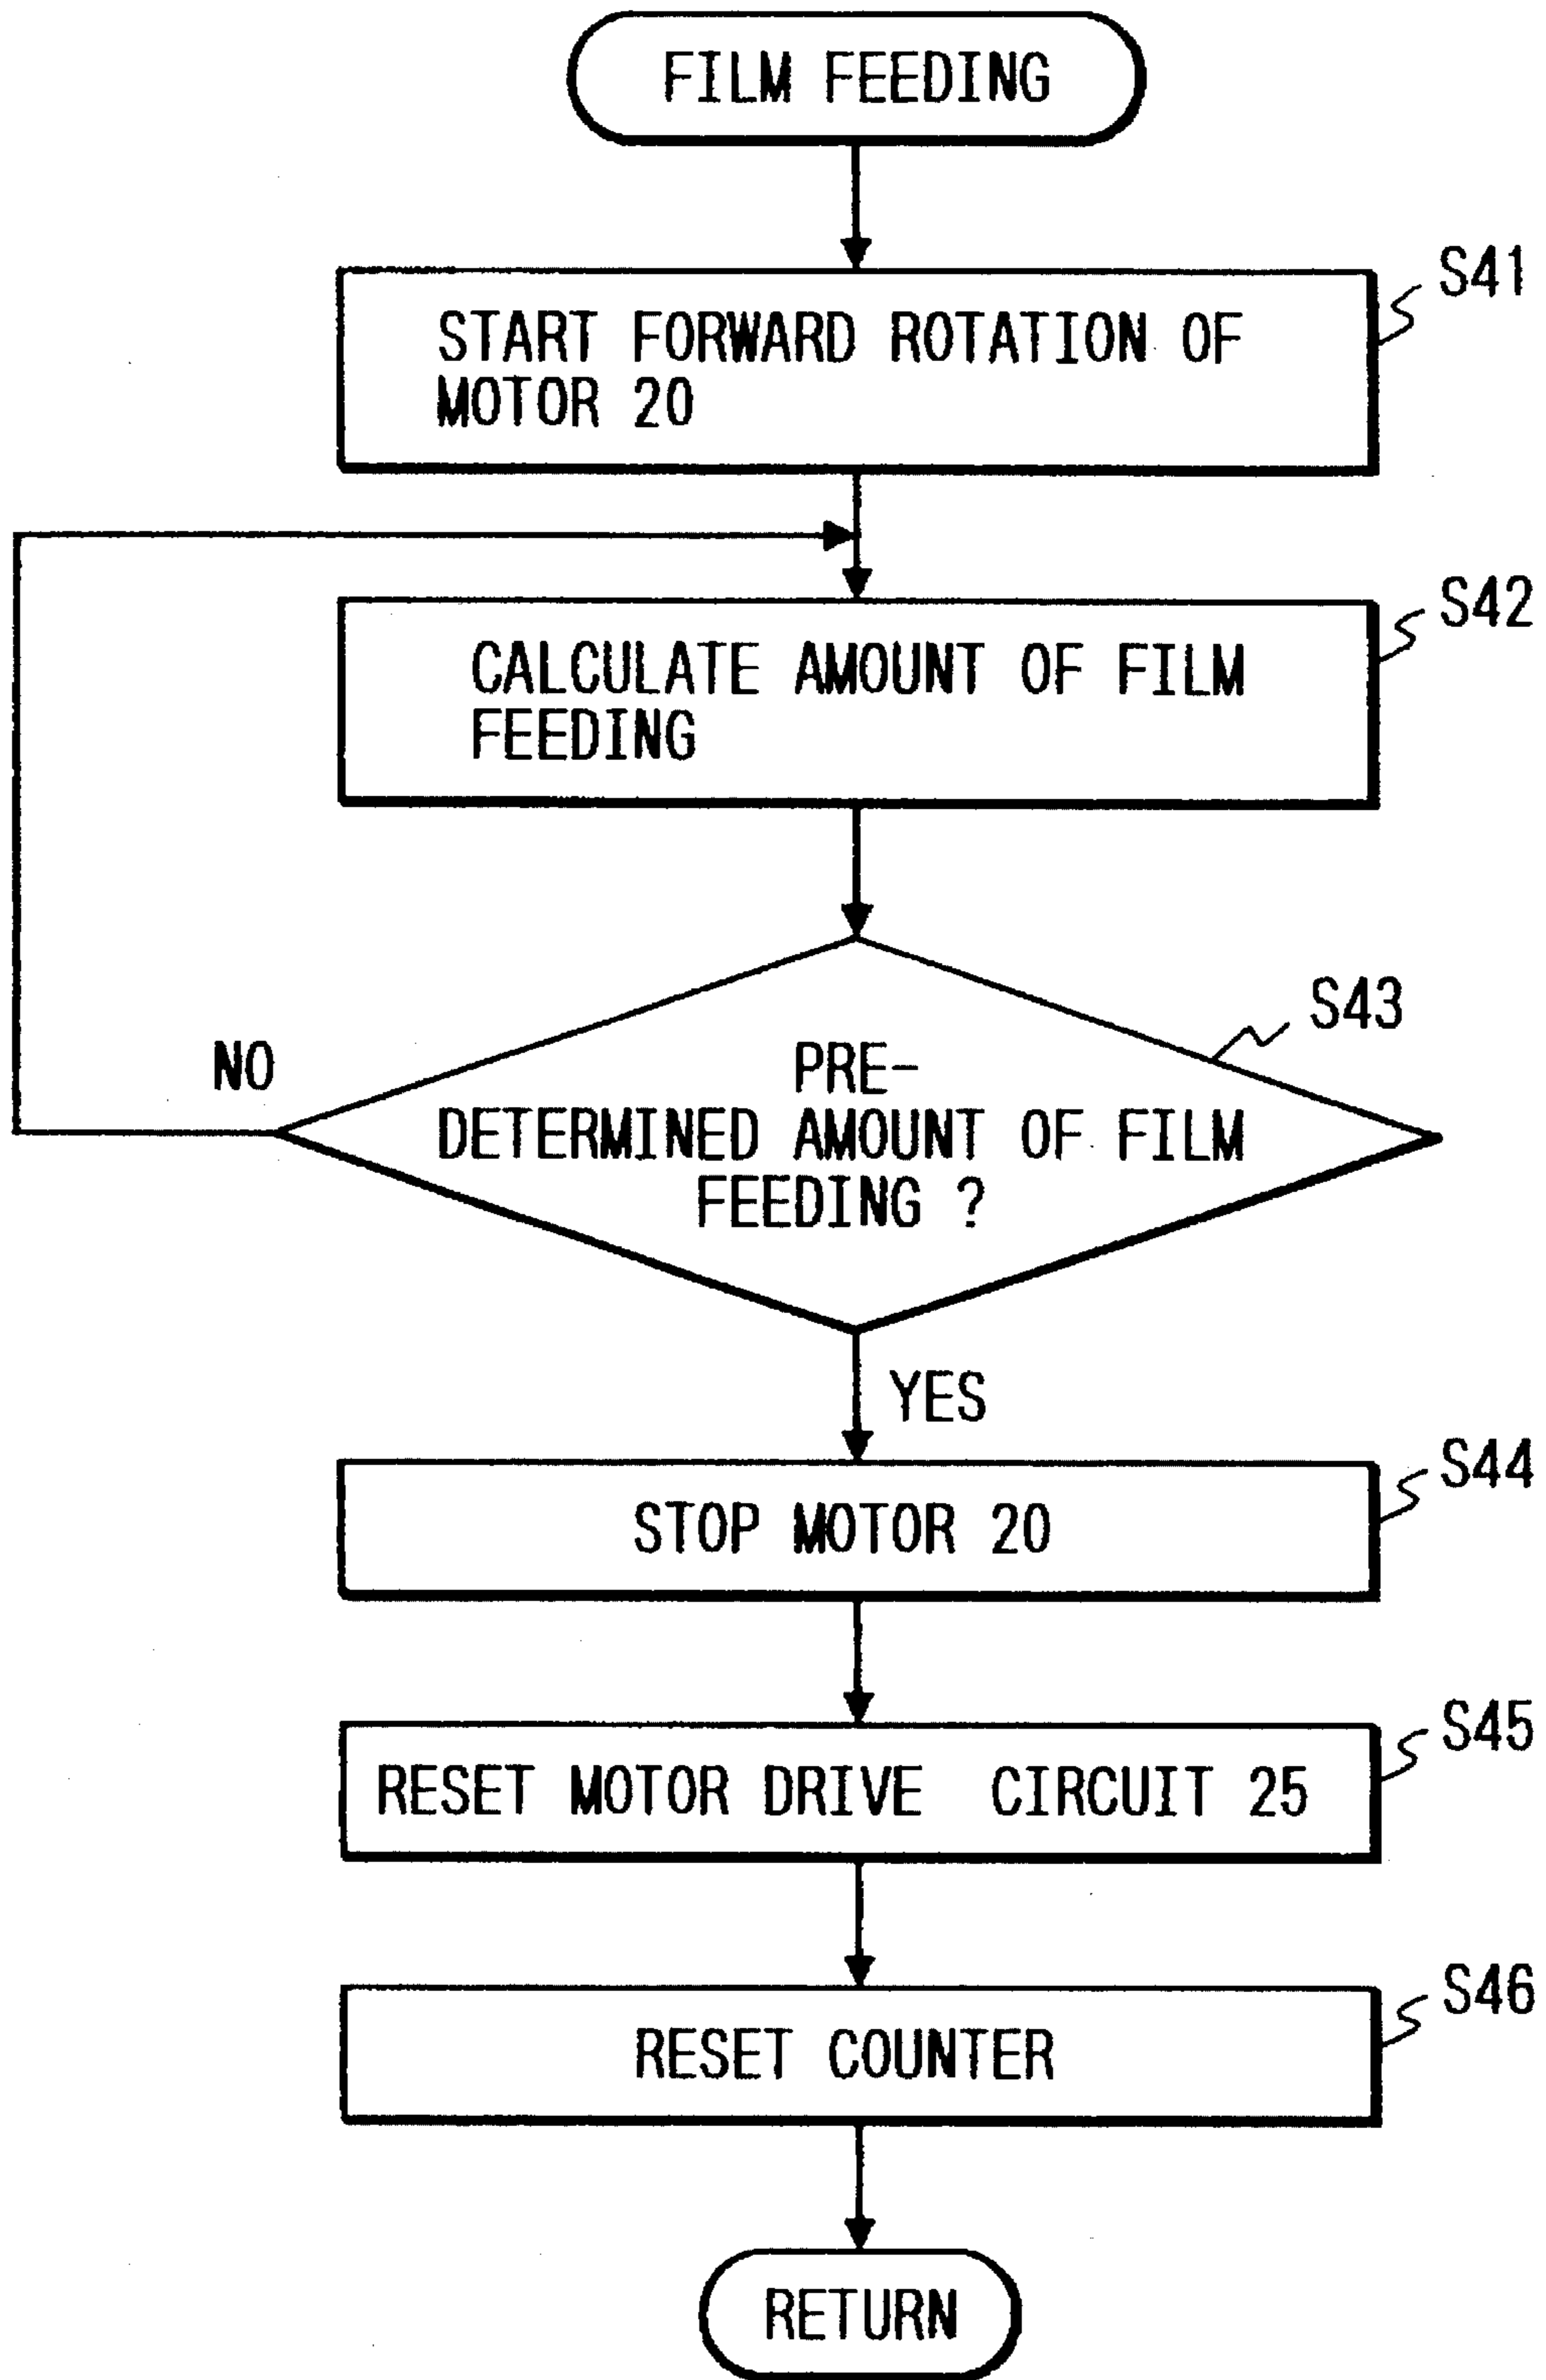 FILM FEEDING
START FORWARD ROTATION OF
MOTOR 20
S41
CALCULATE AMOUNT OF FILM
FEEDING
S42
PRE-
DETERMINED AMOUNT OF FILM
FEEDING ?
S43
NO
YES
STOP MOTOR 20
S44
RESET MOTOR DRIVE CIRCUIT 25
S45
RESET COUNTER
S46
RETURN